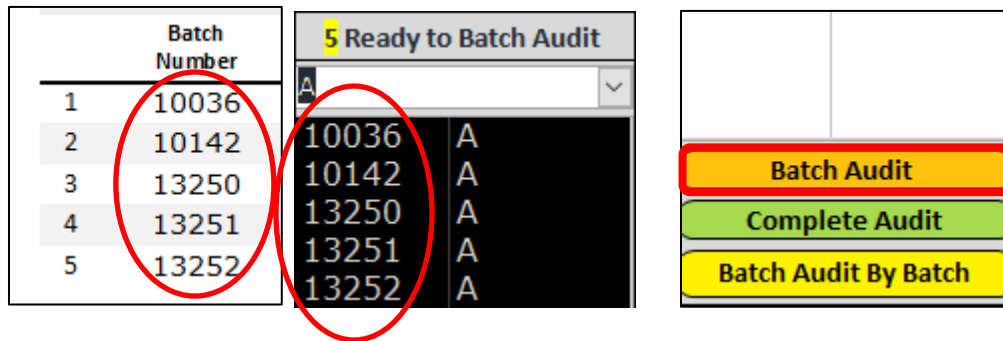 Batch
Number
1 10036
2 10142
3 13250
4 13251
5 13252
5 Ready to Batch Audit
A
10036 A
10142 A
13250 A
13251 A
13252 A
Batch Audit
Complete Audit
Batch Audit By Batch